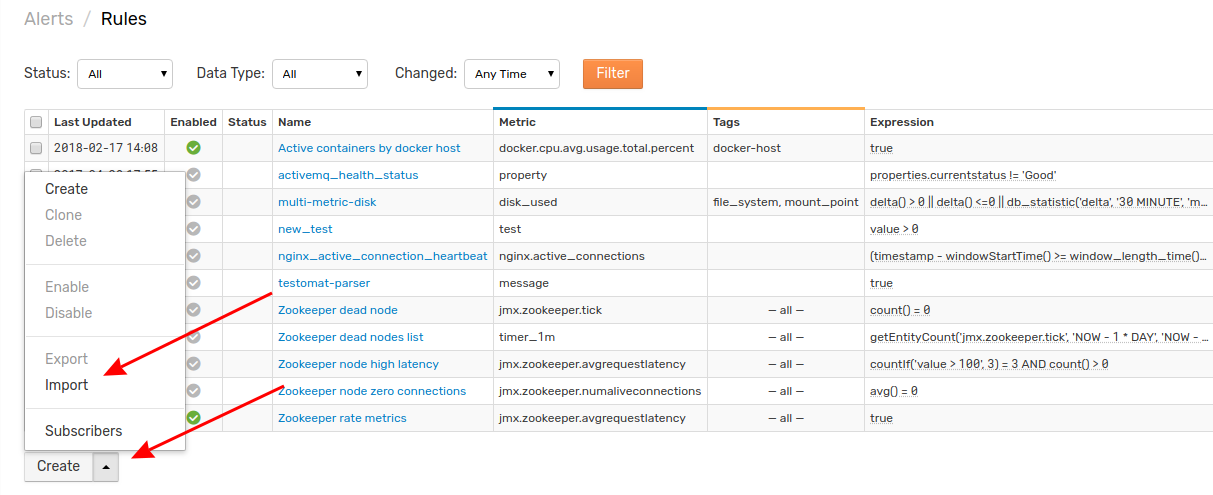 Alerts / Rules
Status: All Data Type: All Changed: Any Time Filter
Last Updated Enabled Status Name Metric Tags Expression
2018-02-17 14:08 Active containers by docker host docker.cpu.avg.usage.total.percent docker-host true
activemq_health_status property properties.currentstatus != 'Good'
multi-metric-disk disk_used file_system, mount_point delta() > 0 || delta() <=0 || db_statistic('delta', '30 MINUTE', 'm...
new_test test value > 0
nginx_active_connection_heartbeat nginx.active_connections (timestamp - windowStartTime() >= window_length_time()...
testomat-parser message true
Zookeeper dead node jmx.zookeeper.tick — all — count() = 0
Zookeeper dead nodes list timer_1m — all — getEntityCount('jmx.zookeeper.tick', 'NOW - 1 * DAY', 'NOW - ...
Zookeeper node high latency jmx.zookeeper.avgrequestlatency — all — countIf('value > 100', 3) = 3 AND count() > 0
Zookeeper node zero connections jmx.zookeeper.numaliveconnections — all — avg() = 0
Zookeeper rate metrics jmx.zookeeper.avgrequestlatency — all — true
Create
Clone
Delete
Enable
Disable
Export
Import
Subscribers
Create